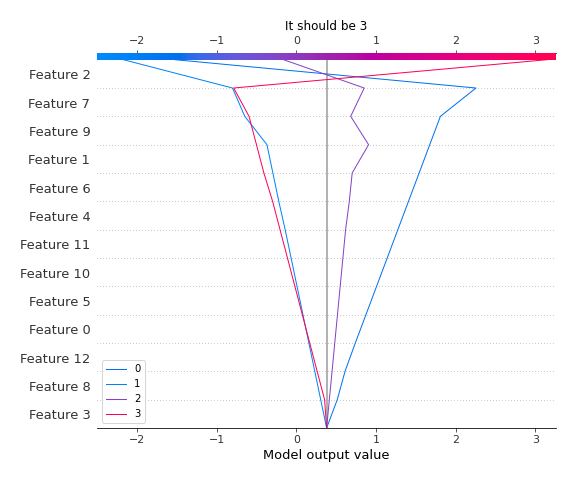 It should be 3
−2 −1 0 1 2 3
Feature 2
Feature 7
Feature 9
Feature 1
Feature 6
Feature 4
Feature 11
Feature 10
Feature 5
Feature 0
Feature 12
Feature 8
Feature 3
0
1
2
3
−2 −1 0 1 2 3
Model output value